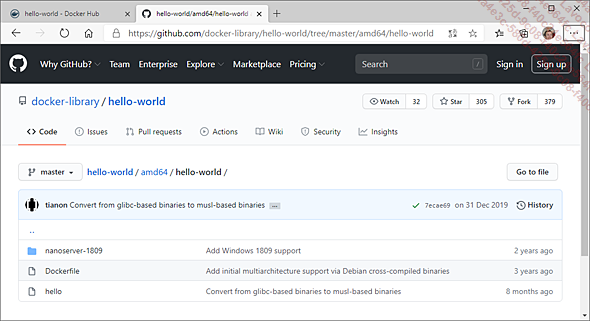 hello-world - Docker Hub
hello-world/amd64/hello-world
https://github.com/docker-library/hello-world/tree/master/amd64/hello-world
Why GitHub? Team Enterprise Explore Marketplace Pricing Search / Sign in Sign up
docker-library / hello-world Watch 32 Star 305 Fork 379
Code Issues Pull requests Actions Wiki Security Insights
master hello-world / amd64 / hello-world / Go to file
tianon Convert from glibc-based binaries to musl-based binaries ... 7ecae69 on 31 Dec 2019 History
..
nanoserver-1809 Add Windows 1809 support 2 years ago
Dockerfile Add initial multiarchitecture support via Debian cross-compiled binaries 3 years ago
hello Convert from glibc-based binaries to musl-based binaries 8 months ago